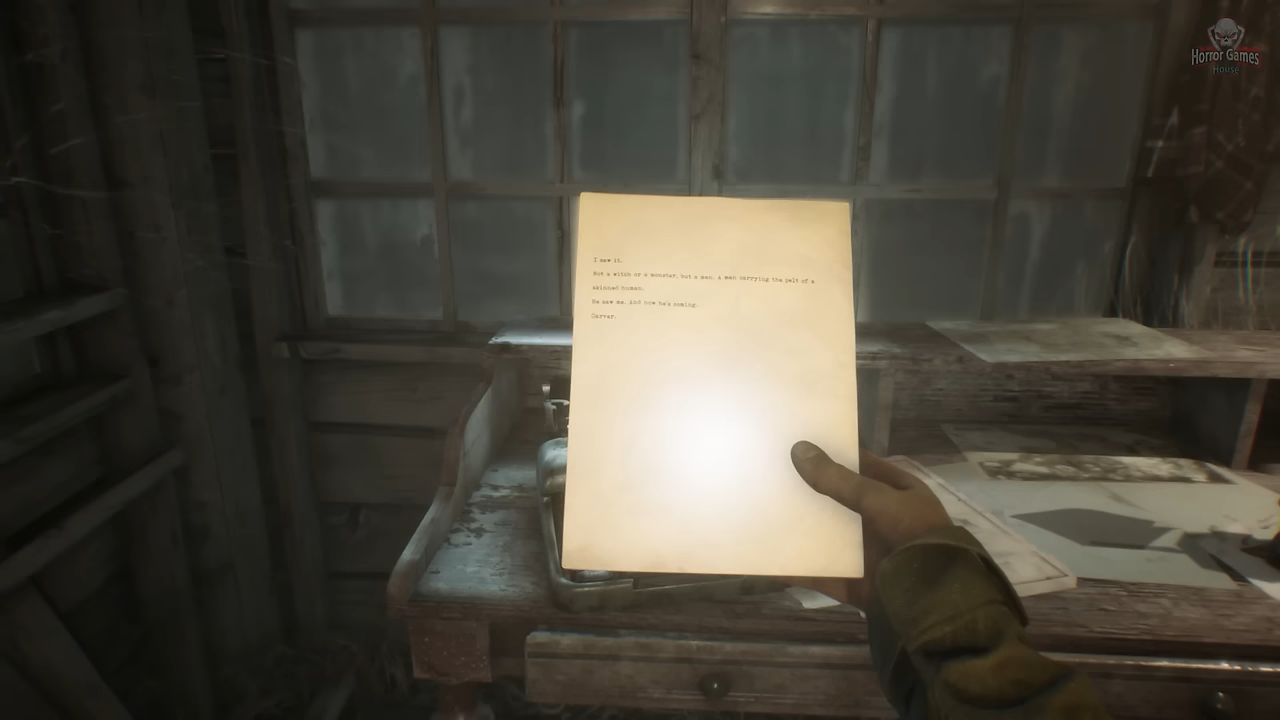 I saw it.
Not a witch or a monster, but a man. A man carrying the pelt of a
skinned human.
He saw me. And now he's coming.
Carver.
Horror Games
House